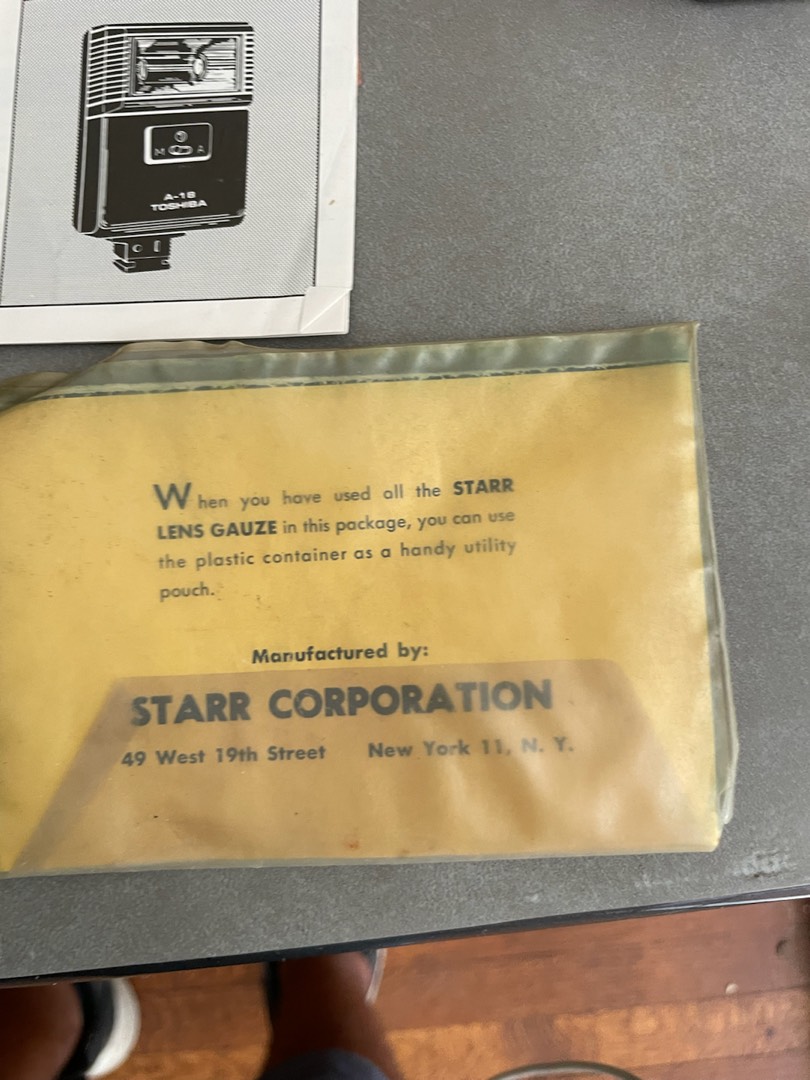 M A
A-18
TOSHIBA
When you have used all the STARR
LENS GAUZE in this package, you can use
the plastic container as a handy utility
pouch.
Manufactured by:
STARR CORPORATION
49 West 19th Street New York 11, N. Y.